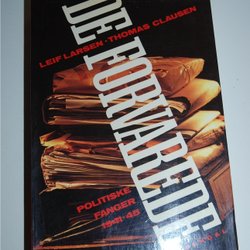 LEIF LARSEN · THOMAS CLAUSEN
DE FORVAREDE
POLITISKE
FANGER
1941-45